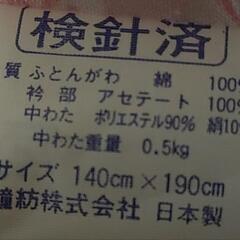 検針済
質 ふとんがわ 綿 100%
衿部 アセテート 100%
中わた ポリエステル90% 絹10
中わた重量 0.5kg
サイズ 140cm×190cm
鐘紡株式会社 日本製